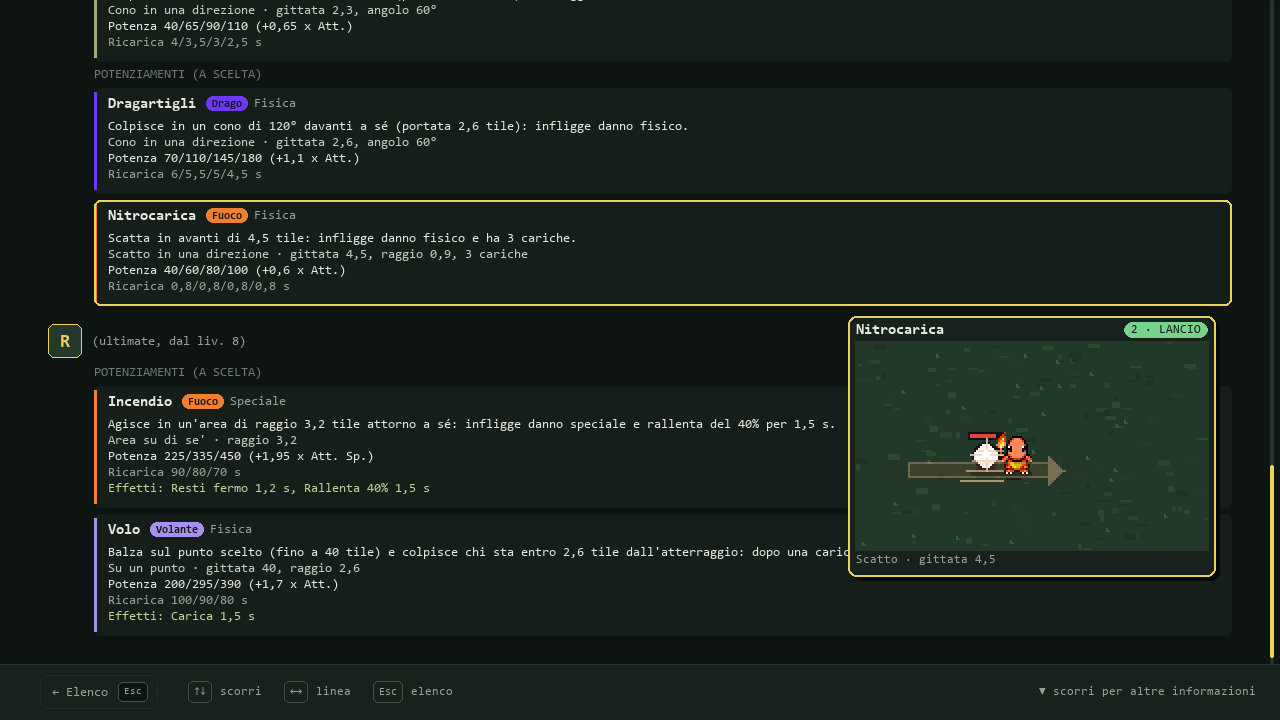 Cono in una direzione · gittata 2,3, angolo 60°
Potenza 40/65/90/110 (+0,65 x Att.)
Ricarica 4/3,5/3/2,5 s
POTENZIAMENTI (A SCELTA)
Dragartigli Drago Fisica
Colpisce in un cono di 120° davanti a sé (portata 2,6 tile): infligge danno fisico.
Cono in una direzione · gittata 2,6, angolo 60°
Potenza 70/110/145/180 (+1,1 x Att.)
Ricarica 6/5,5/5/4,5 s
Nitrocarica Fuoco Fisica
Scatta in avanti di 4,5 tile: infligge danno fisico e ha 3 cariche.
Scatto in una direzione · gittata 4,5, raggio 0,9, 3 cariche
Potenza 40/60/80/100 (+0,6 x Att.)
Ricarica 0,8/0,8/0,8/0,8 s
R (ultimate, dal liv. 8)
POTENZIAMENTI (A SCELTA)
Incendio Fuoco Speciale
Agisce in un'area di raggio 3,2 tile attorno a sé: infligge danno speciale e rallenta del 40% per 1,5 s.
Area su di se' · raggio 3,2
Potenza 225/335/450 (+1,95 x Att. Sp.)
Ricarica 90/80/70 s
Effetti: Resti fermo 1,2 s, Rallenta 40% 1,5 s
Volo Volante Fisica
Balza sul punto scelto (fino a 40 tile) e colpisce chi sta entro 2,6 tile dall'atterraggio: dopo una
Su un punto · gittata 40, raggio 2,6
Potenza 200/295/390 (+1,7 x Att.)
Ricarica 100/90/80 s
Effetti: Carica 1,5 s
Nitrocarica 2 · LANCIO
Scatto · gittata 4,5
← Elenco Esc ↑↓ scorri ↔ linea Esc elenco ▼ scorri per altre informazioni